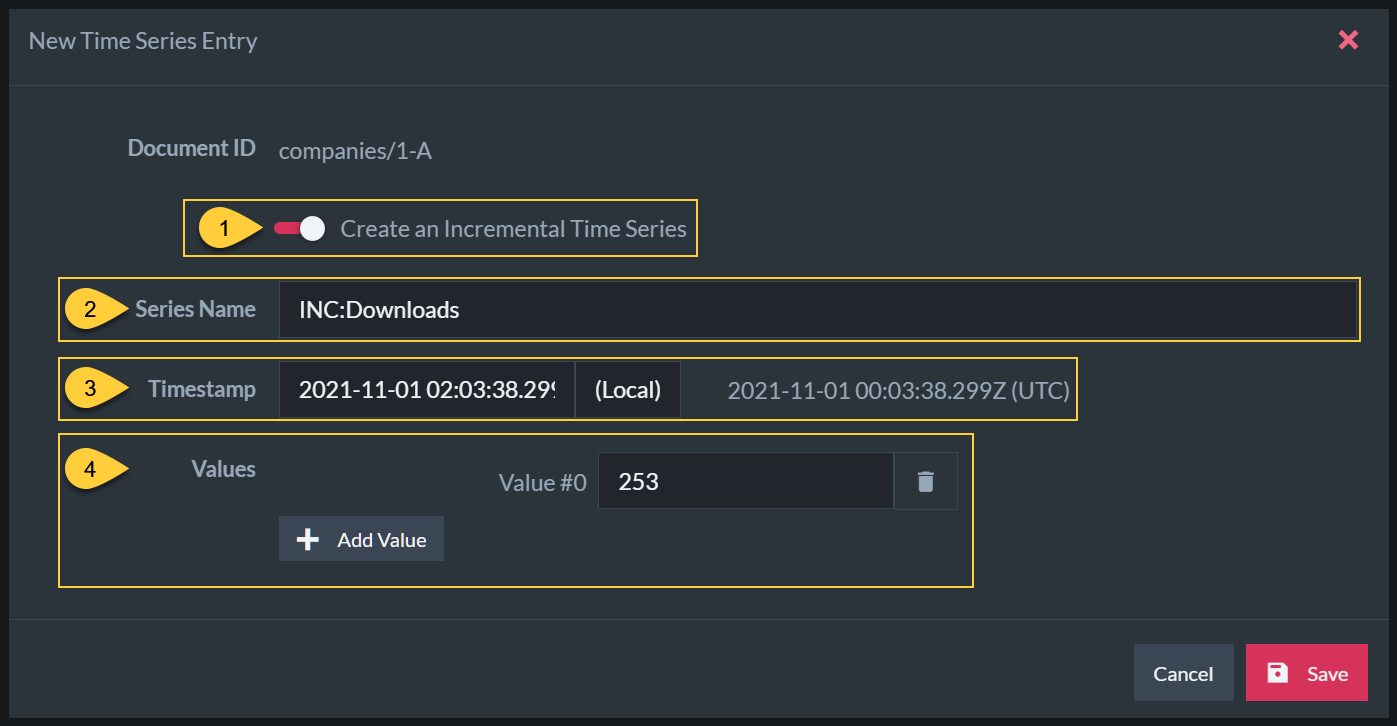 New Time Series Entry
Document ID companies/1-A
1 Create an Incremental Time Series
2 Series Name INC:Downloads
3 Timestamp 2021-11-01 02:03:38.299 (Local) 2021-11-01 00:03:38.299Z (UTC)
4 Values Value #0 253
Add Value
Cancel Save